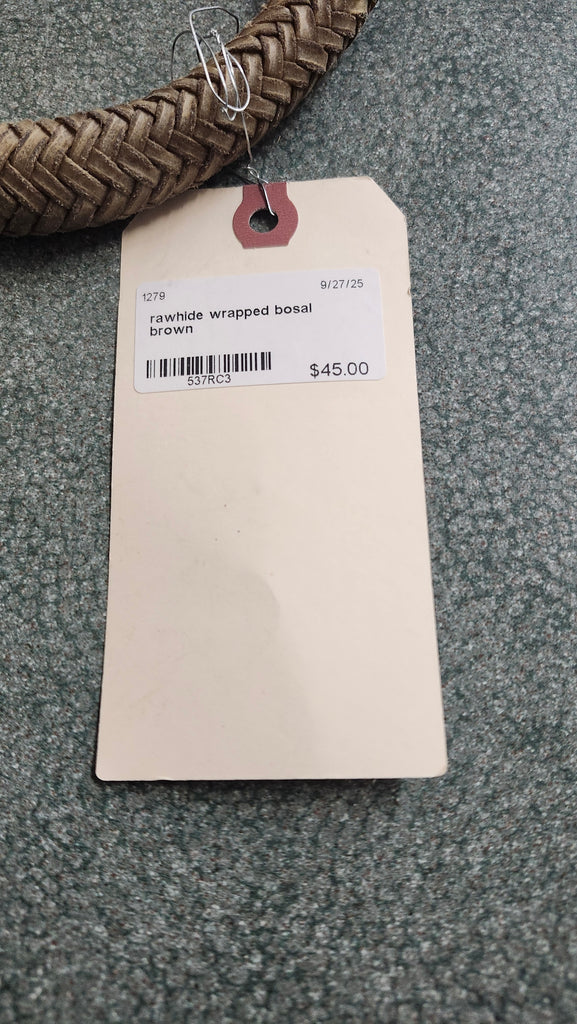 1279 9/27/25
rawhide wrapped bosal
brown
537RC3 $45.00